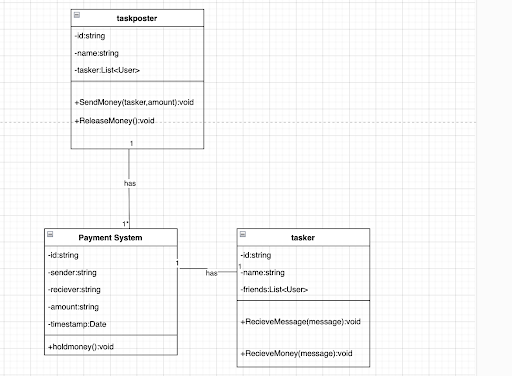 taskposter
-id:string
-name:string
-tasker:List<User>
+SendMoney(tasker,amount):void
+ReleaseMoney():void
1
has
1*
Payment System
-id:string
-sender:string
-reciever:string
-amount:string
-timestamp:Date
+holdmoney():void
1
has
1
tasker
-id:string
-name:string
-friends:List<User>
+RecieveMessage(message):void
+RecieveMoney(message):void